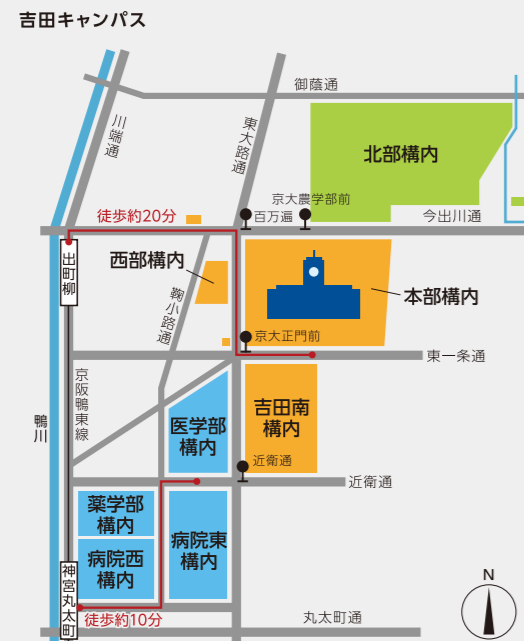 吉田キャンパス
御蔭通
川端通
東大路通
北部構内
京大農学部前
徒歩約20分
百万遍
今出川通
西部構内
出町柳
鞠小路通
本部構内
京大正門前
東一条通
京阪鴨東線
鴨川
吉田南
構内
医学部
構内
近衛通
近衛通
薬学部
構内
病院東
構内
病院西
構内
神宮丸太町
徒歩約10分
丸太町通
N